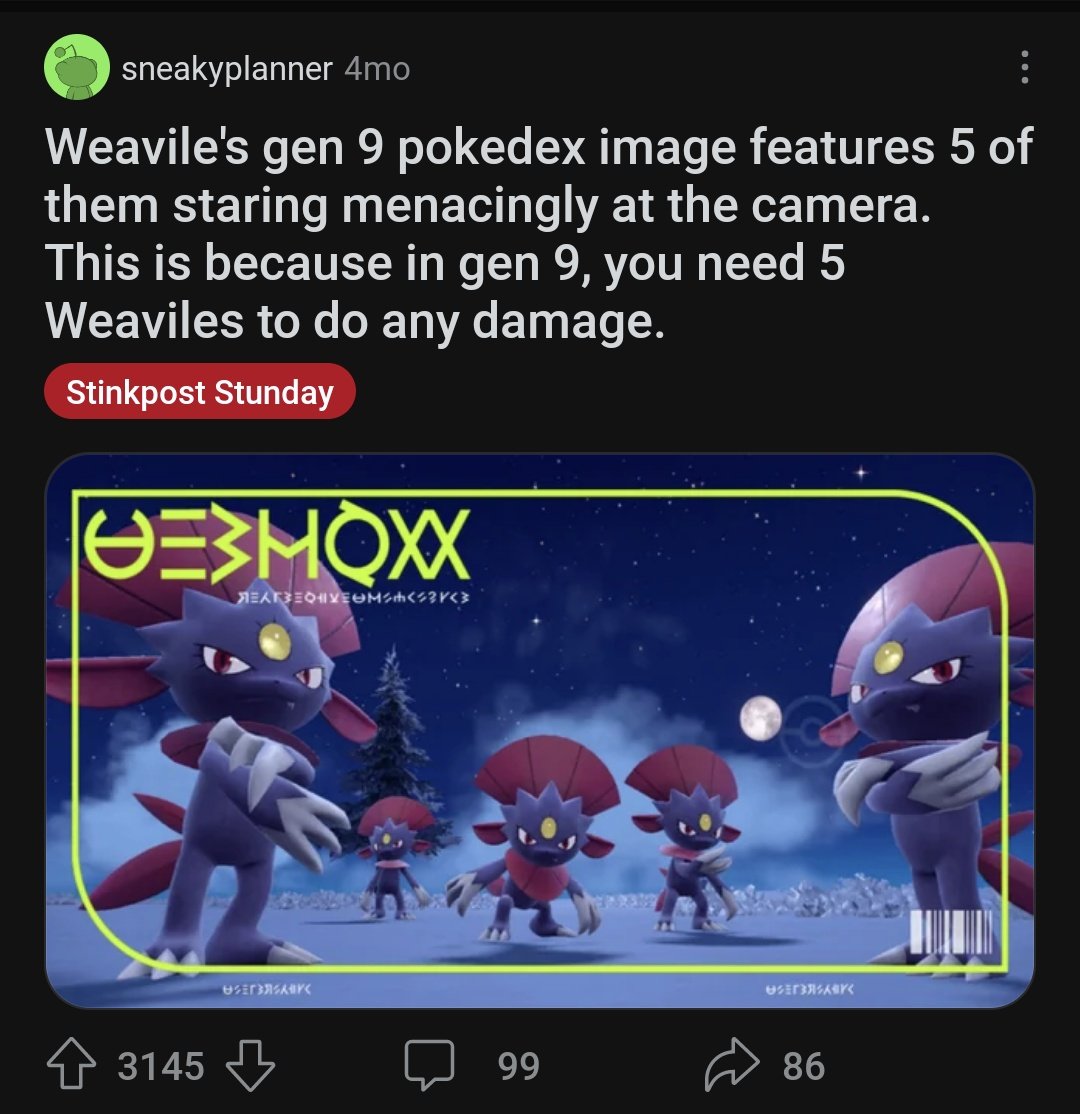 sneakyplanner 4mo
Weavile's gen 9 pokedex image features 5 of
them staring menacingly at the camera.
This is because in gen 9, you need 5
Weaviles to do any damage.
Stinkpost Stunday
3145 99 86